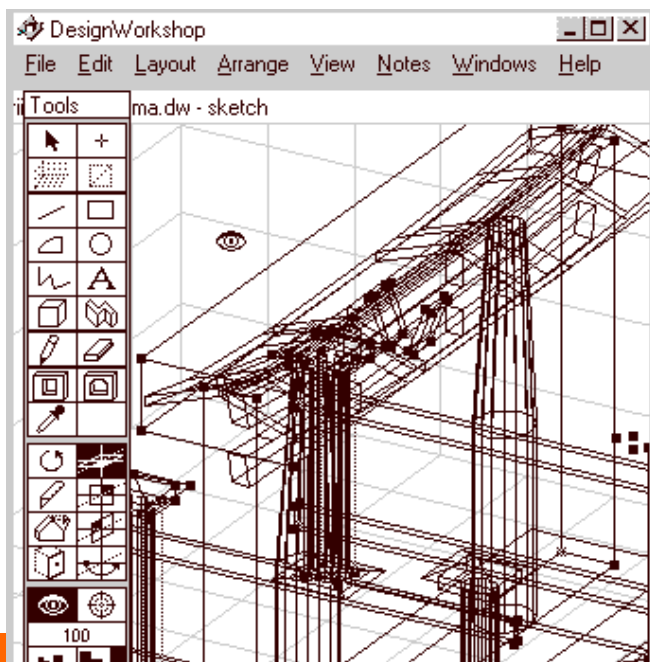 DesignWorkshop
File Edit Layout Arrange View Notes Windows Help
Tools
ma.dw - sketch
A
100